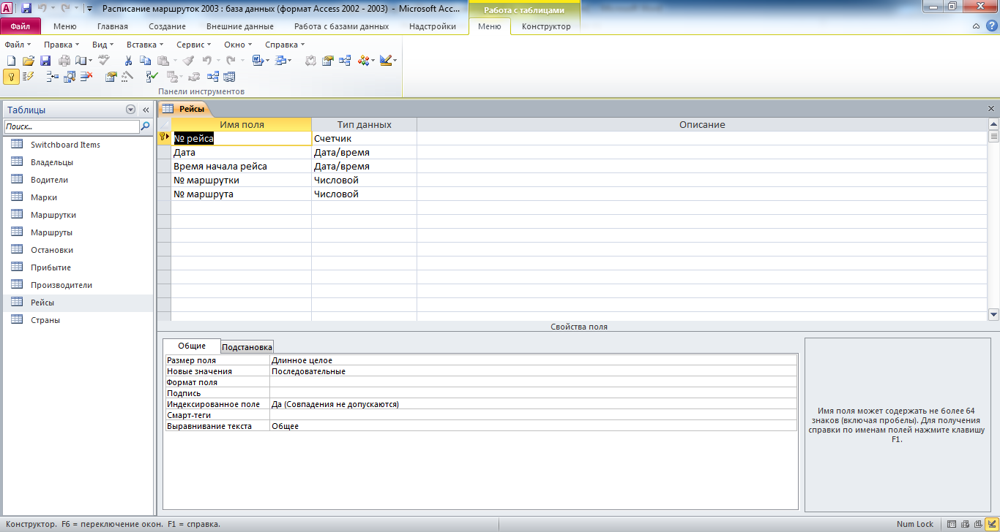 Расписание маршруток 2003 : база данных (формат Access 2002 - 2003) - Microsoft Acc...
Работа с таблицами
Файл Меню Главная Создание Внешние данные Работа с базами данных Надстройки Меню Конструктор
Файл Правка Вид Вставка Сервис Окно Справка
Панели инструментов
Таблицы
Рейсы
Поиск...
Имя поля Тип данных Описание
№ рейса Счетчик
Дата Дата/время
Время начала рейса Дата/время
№ маршрутки Числовой
№ маршрута Числовой
Switchboard Items
Владельцы
Водители
Марки
Маршрутки
Маршруты
Остановки
Прибытие
Производители
Рейсы
Страны
Свойства поля
Общие Подстановка
Размер поля Длинное целое
Новые значения Последовательные
Формат поля
Подпись
Индексированное поле Да (Совпадения не допускаются)
Смарт-теги
Выравнивание текста Общее
Имя поля может содержать не более 64
знаков (включая пробелы). Для получения
справки по именам полей нажмите клавишу
F1.
Конструктор. F6 = переключение окон. F1 = справка.
Num Lock